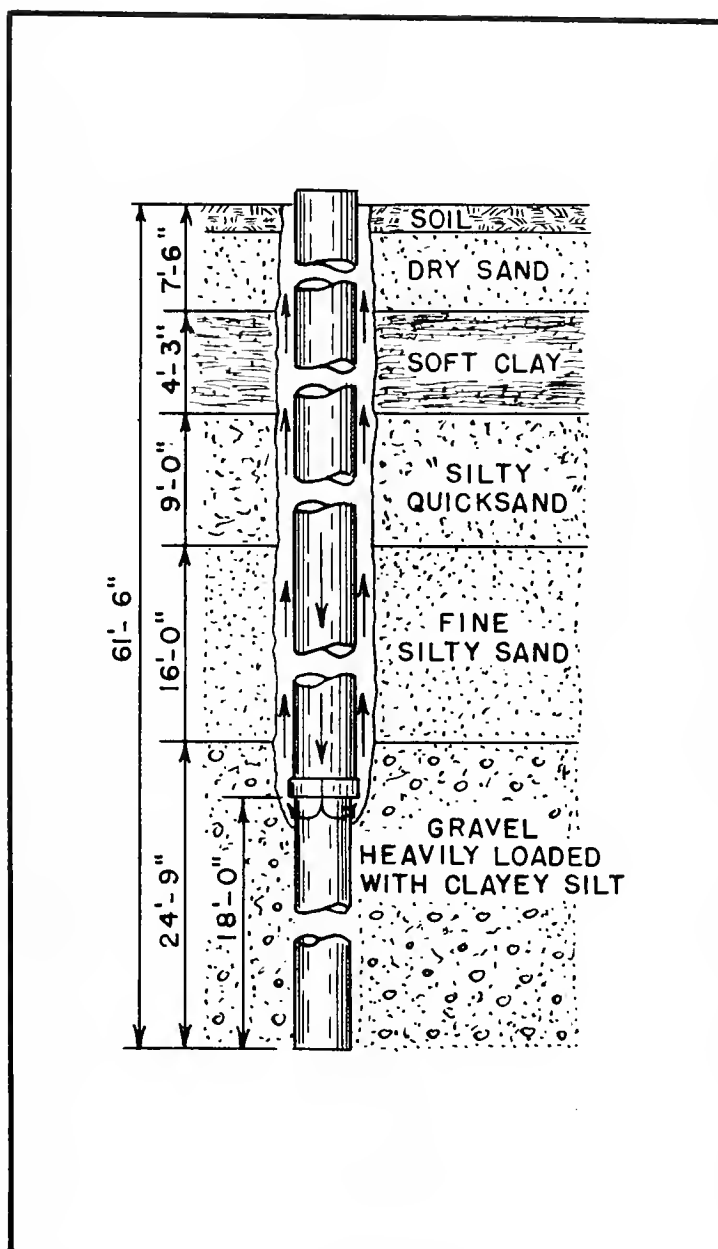 SOIL
DRY SAND
7'-6"
SOFT CLAY
4'-3"
"SILTY
QUICKSAND"
9'-0"
FINE
SILTY SAND
16'-0"
61'-6"
GRAVEL
HEAVILY LOADED
WITH CLAYEY SILT
24'-9"
18'-0"